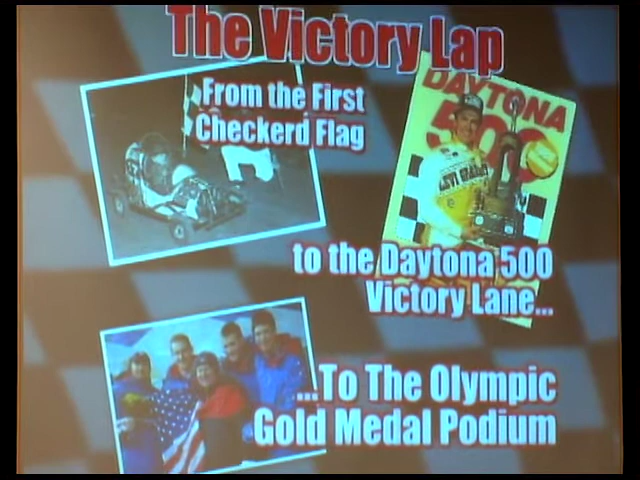 The Victory Lap
From the First
Checkerd Flag
DAYTONA
500
to the Daytona 500
Victory Lane...
...To The Olympic
Gold Medal Podium